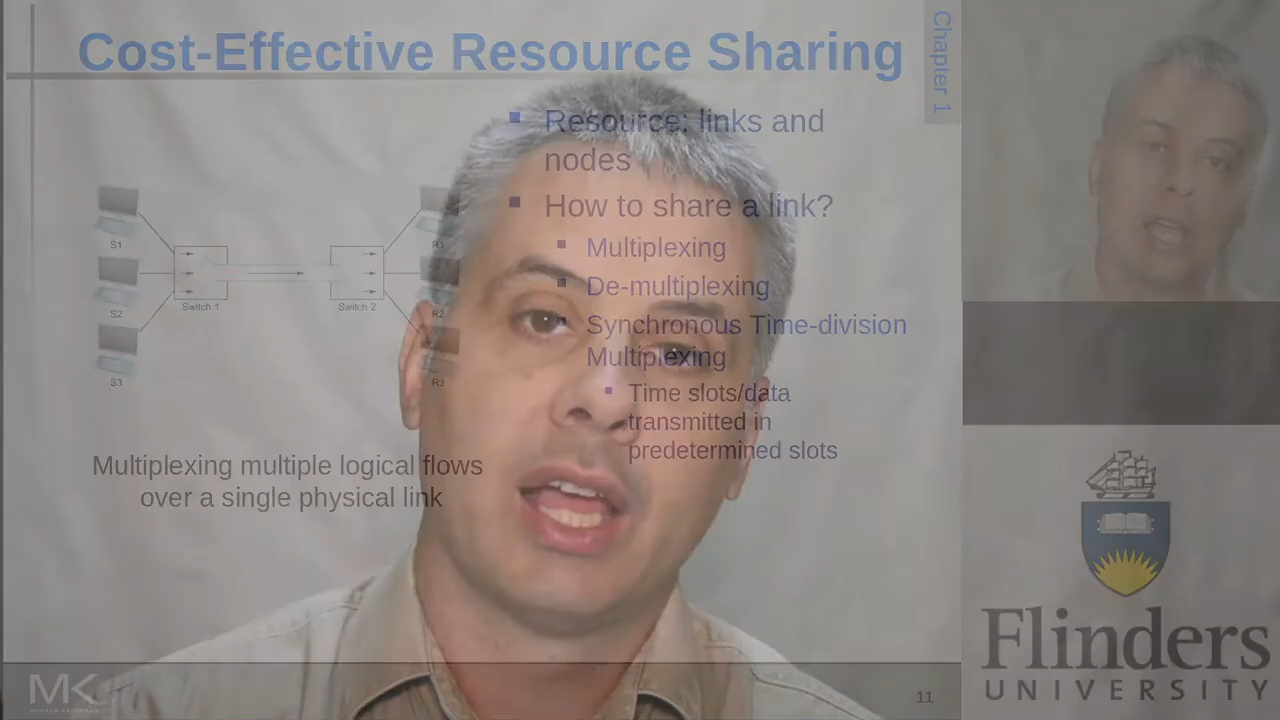 Cost-Effective Resource Sharing
Chapter 1
Resource: links and
nodes
How to share a link?
Multiplexing
De-multiplexing
Synchronous Time-division
Multiplexing
Time slots/data
transmitted in
predetermined slots
S1
S2
S3
Switch 1
Switch 2
R1
R2
R3
Multiplexing multiple logical flows
over a single physical link
MK
11
Flinders
UNIVERSITY